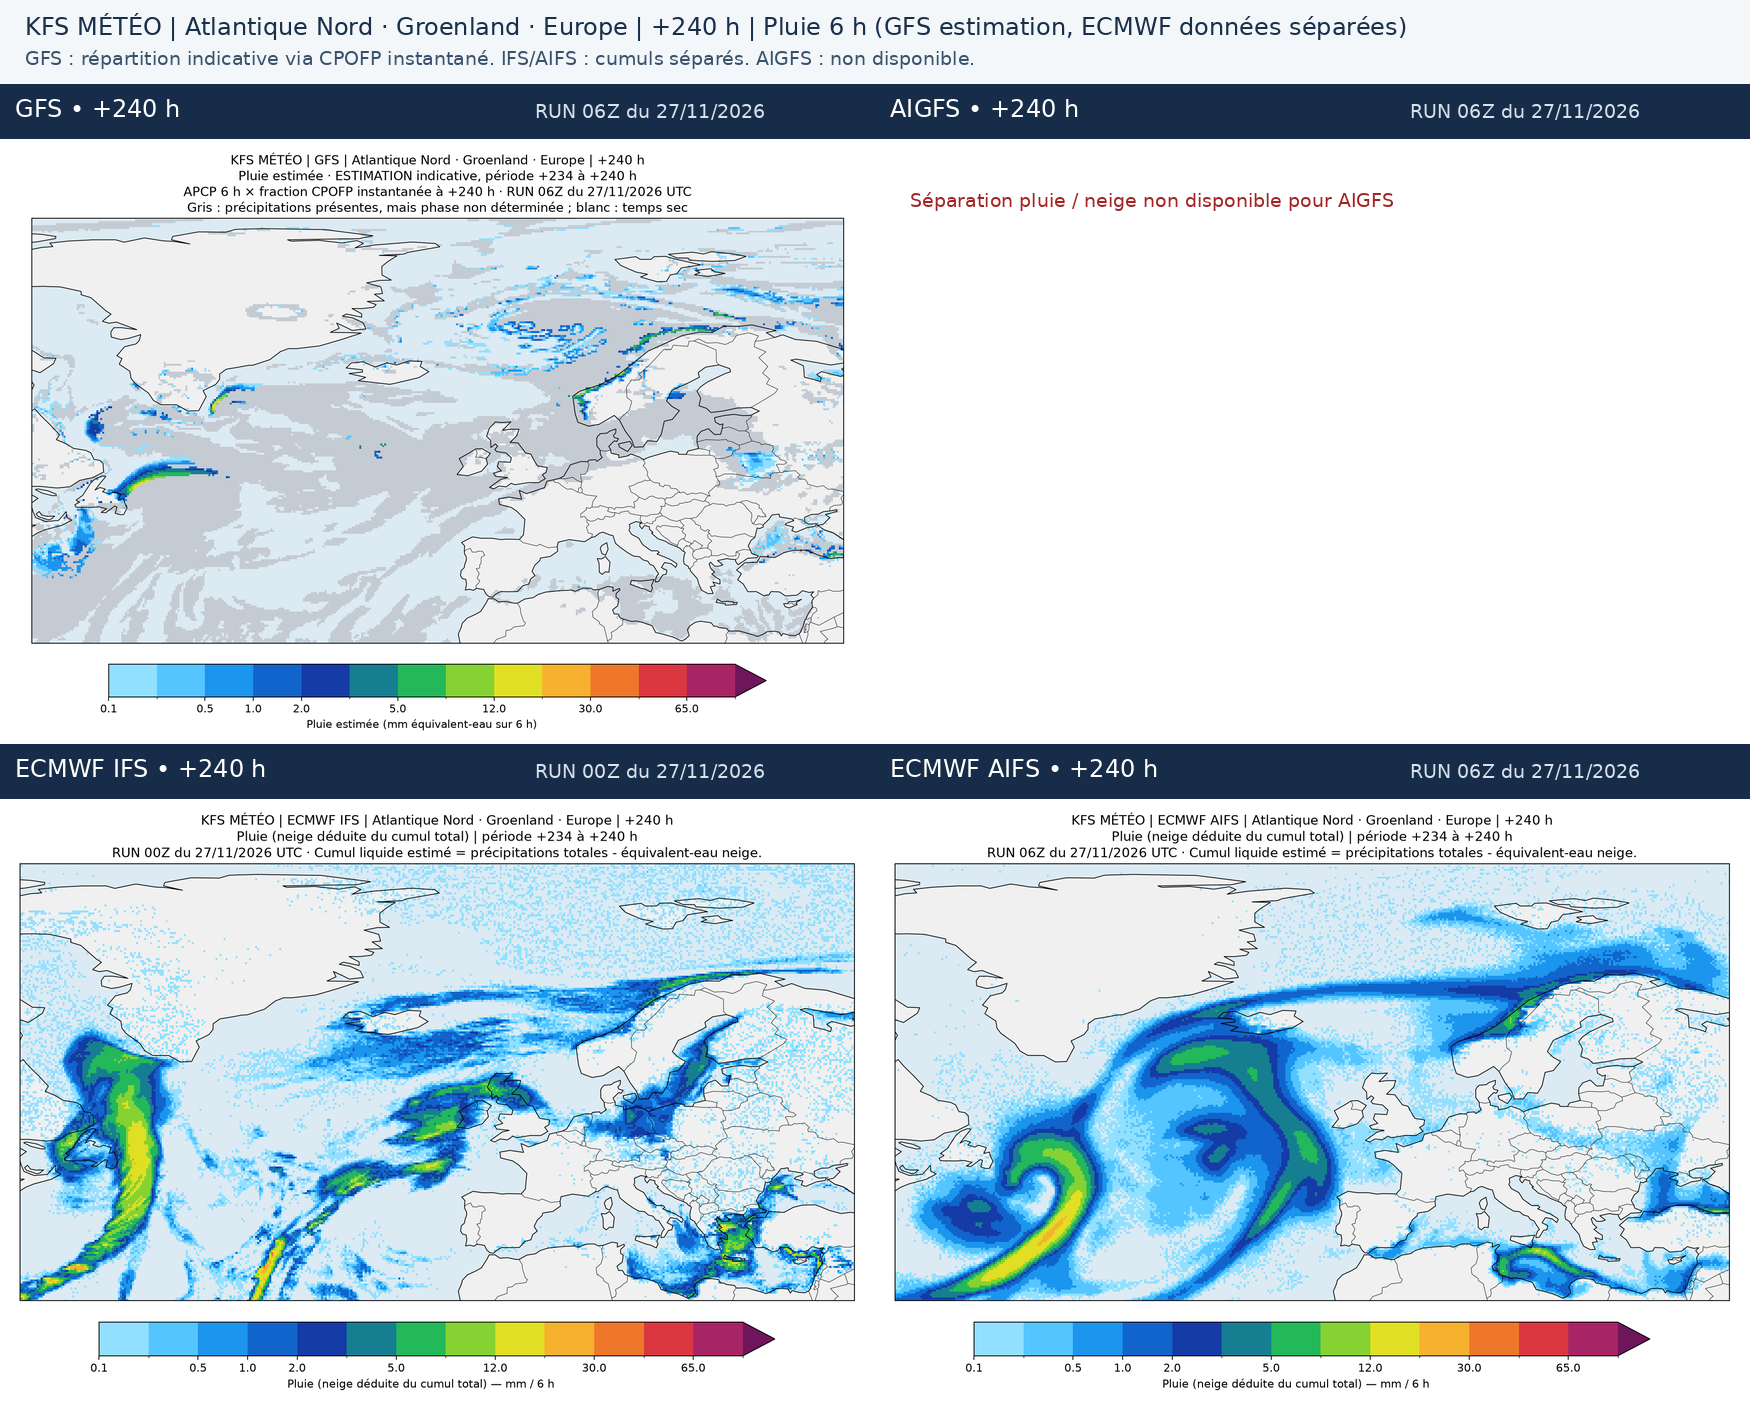 KFS MÉTÉO | Atlantique Nord · Groenland · Europe | +240 h | Pluie 6 h (GFS estimation, ECMWF données séparées)
GFS : répartition indicative via CPOFP instantané. IFS/AIFS : cumuls séparés. AIGFS : non disponible.
GFS • +240 h
RUN 06Z du 27/11/2026
AIGFS • +240 h
RUN 06Z du 27/11/2026
KFS MÉTÉO | GFS | Atlantique Nord · Groenland · Europe | +240 h
Pluie estimée · ESTIMATION indicative, période +234 à +240 h
APCP 6 h × fraction CPOFP instantanée à +240 h · RUN 06Z du 27/11/2026 UTC
Gris : précipitations présentes, mais phase non déterminée ; blanc : temps sec
Séparation pluie / neige non disponible pour AIGFS
0.1 0.5 1.0 2.0 5.0 12.0 30.0 65.0
Pluie estimée (mm équivalent-eau sur 6 h)
ECMWF IFS • +240 h
RUN 00Z du 27/11/2026
ECMWF AIFS • +240 h
RUN 06Z du 27/11/2026
KFS MÉTÉO | ECMWF IFS | Atlantique Nord · Groenland · Europe | +240 h
Pluie (neige déduite du cumul total) | période +234 à +240 h
RUN 00Z du 27/11/2026 UTC · Cumul liquide estimé = précipitations totales - équivalent-eau neige.
0.1 0.5 1.0 2.0 5.0 12.0 30.0 65.0
Pluie (neige déduite du cumul total) — mm / 6 h
KFS MÉTÉO | ECMWF AIFS | Atlantique Nord · Groenland · Europe | +240 h
Pluie (neige déduite du cumul total) | période +234 à +240 h
RUN 06Z du 27/11/2026 UTC · Cumul liquide estimé = précipitations totales - équivalent-eau neige.
0.1 0.5 1.0 2.0 5.0 12.0 30.0 65.0
Pluie (neige déduite du cumul total) — mm / 6 h